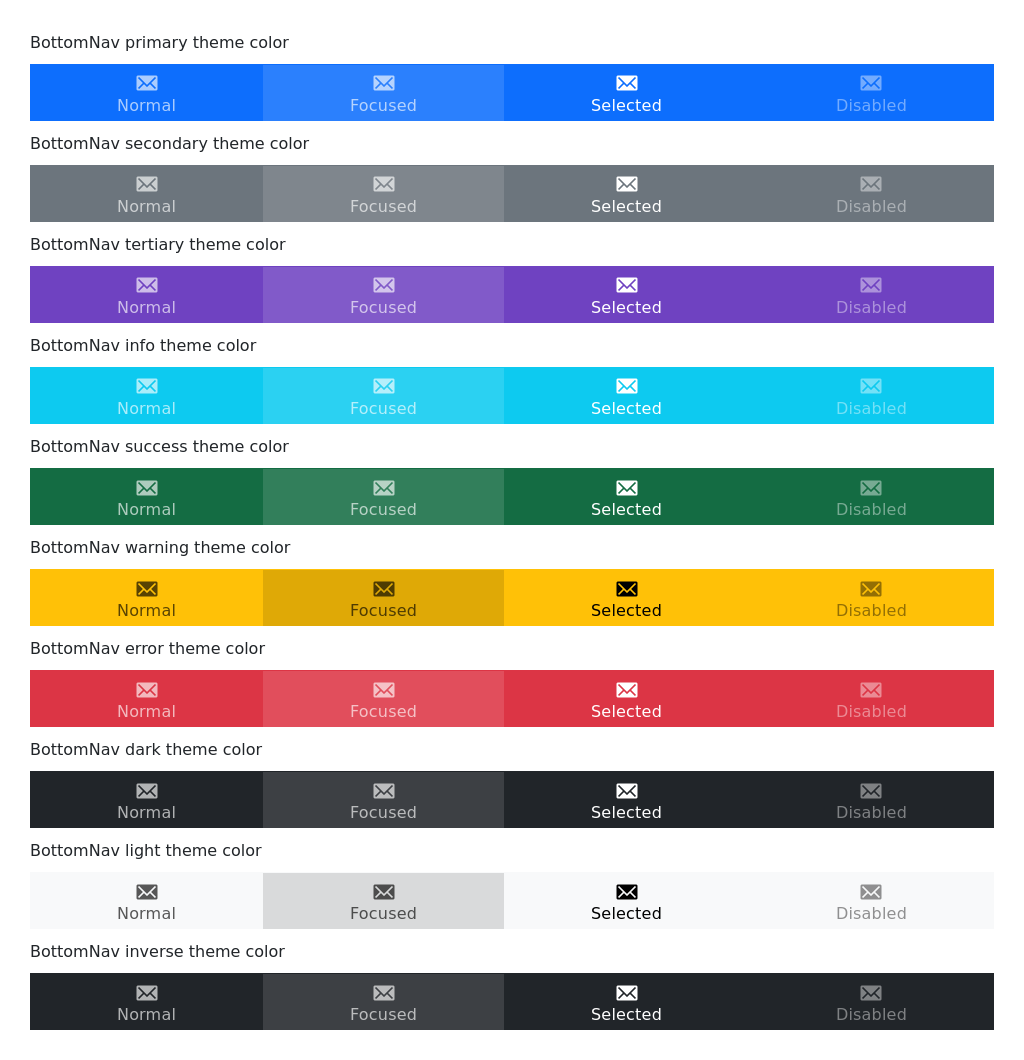 BottomNav primary theme color
Normal Focused Selected Disabled
BottomNav secondary theme color
Normal Focused Selected Disabled
BottomNav tertiary theme color
Normal Focused Selected Disabled
BottomNav info theme color
Normal Focused Selected Disabled
BottomNav success theme color
Normal Focused Selected Disabled
BottomNav warning theme color
Normal Focused Selected Disabled
BottomNav error theme color
Normal Focused Selected Disabled
BottomNav dark theme color
Normal Focused Selected Disabled
BottomNav light theme color
Normal Focused Selected Disabled
BottomNav inverse theme color
Normal Focused Selected Disabled